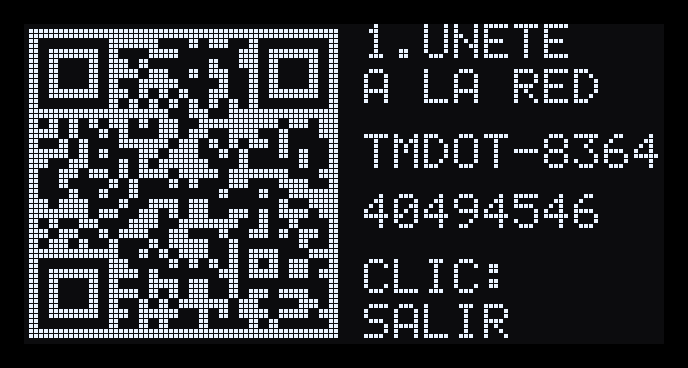 1.UNETE
A LA RED
TMDOT-8364
40494546
CLIC:
SALIR